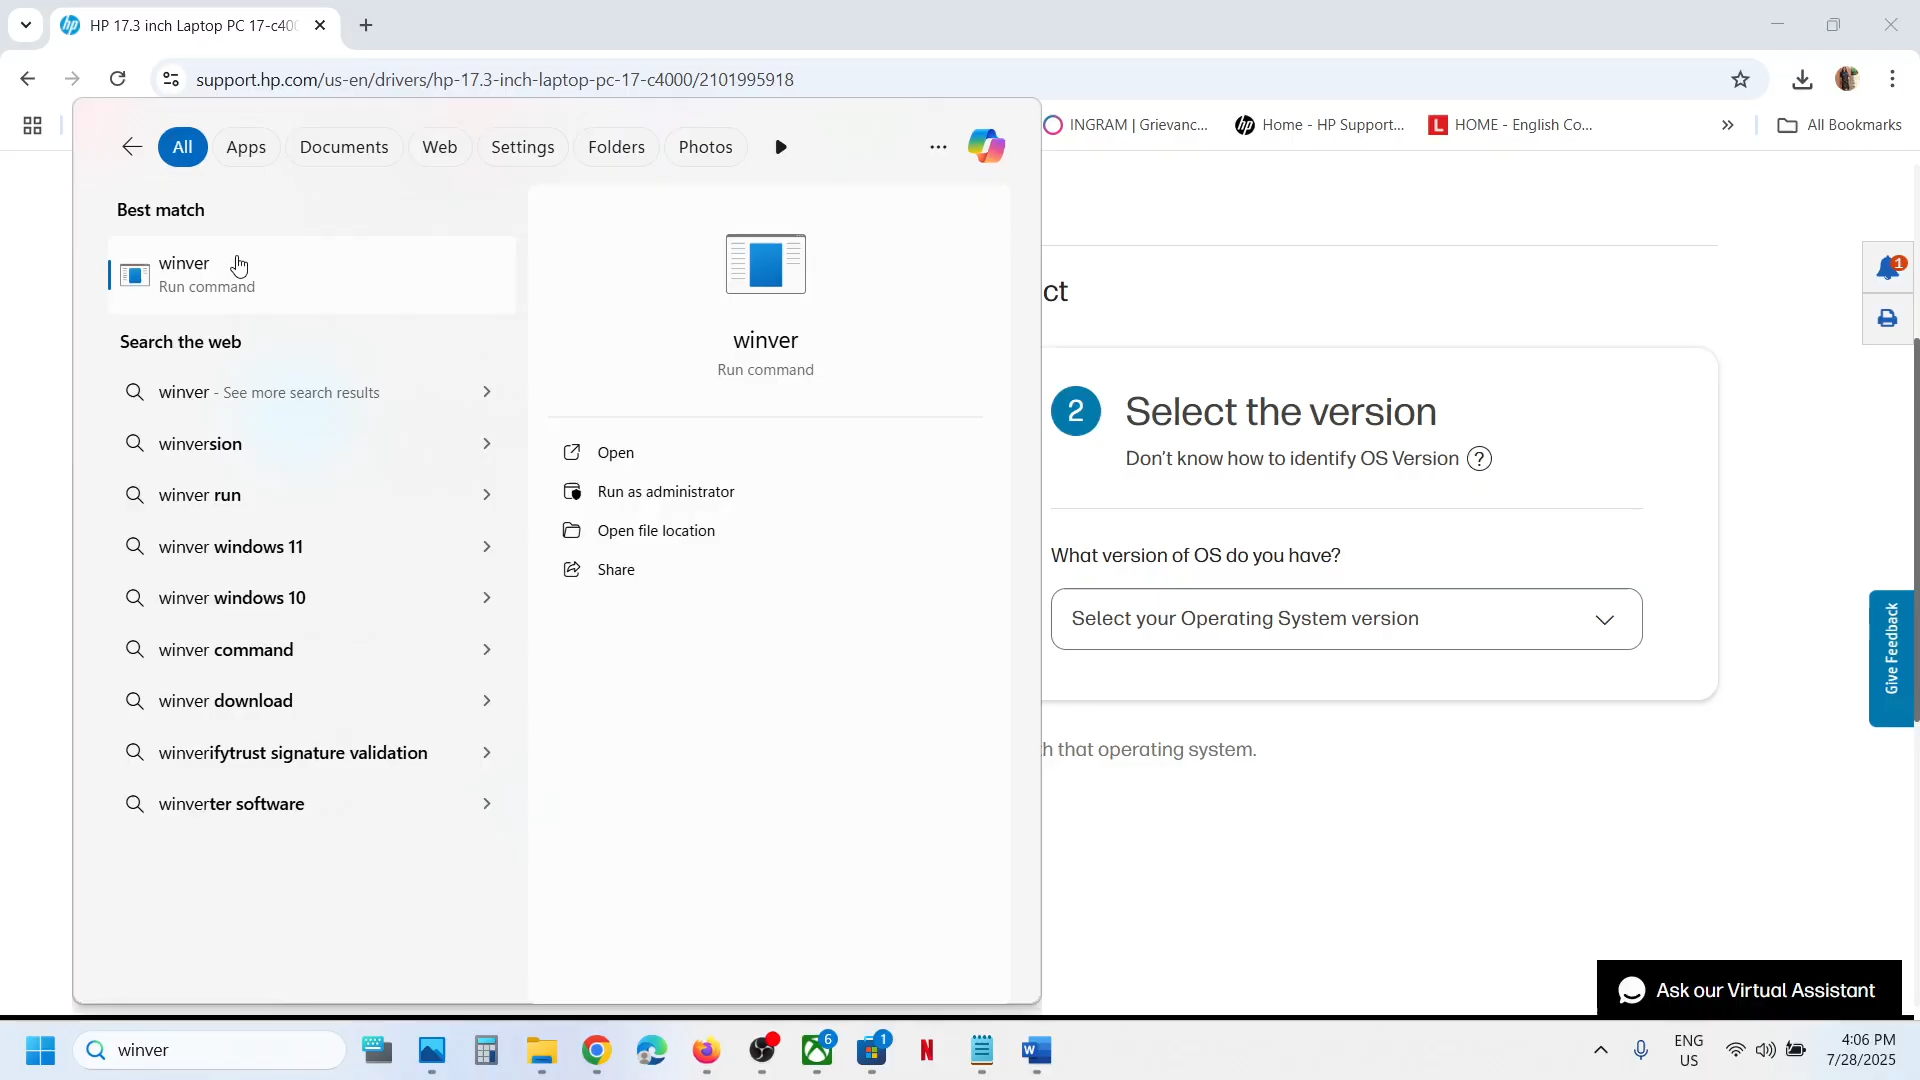 HP 17.3 inch Laptop PC 17-c400
support.hp.com/us-en/drivers/hp-17.3-inch-laptop-pc-17-c4000/2101995918
INGRAM | Grievanc...
Home - HP Support...
HOME - English Co...
All Bookmarks
All
Apps
Documents
Web
Settings
Folders
Photos
Best match
winver
Run command
Search the web
winver - See more search results
winversion
winver run
winver windows 11
winver windows 10
winver command
winver download
winverifytrust signature validation
winverter software
winver
Run command
Open
Run as administrator
Open file location
Share
ct
2
Select the version
Don't know how to identify OS Version ?
What version of OS do you have?
Select your Operating System version
h that operating system.
1
Give Feedback
Ask our Virtual Assistant
winver
6
1
ENG
US
4:06 PM
7/28/2025